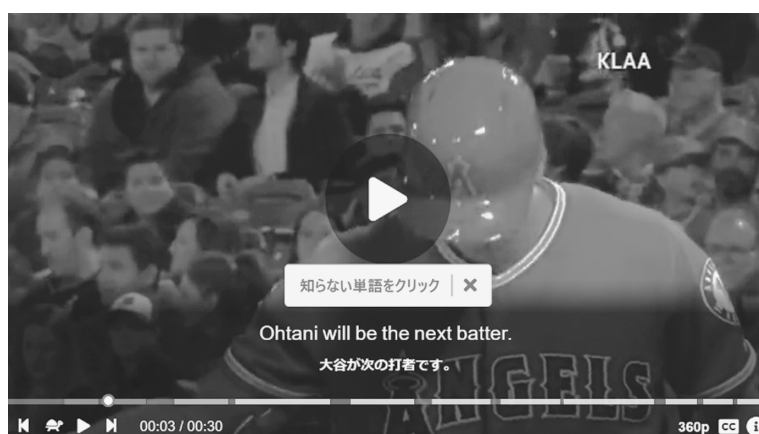 KLAA
知らない単語をクリック
Ohtani will be the next batter.
大谷が次の打者です。
ANGELS
00:03 / 00:30
360p CC i